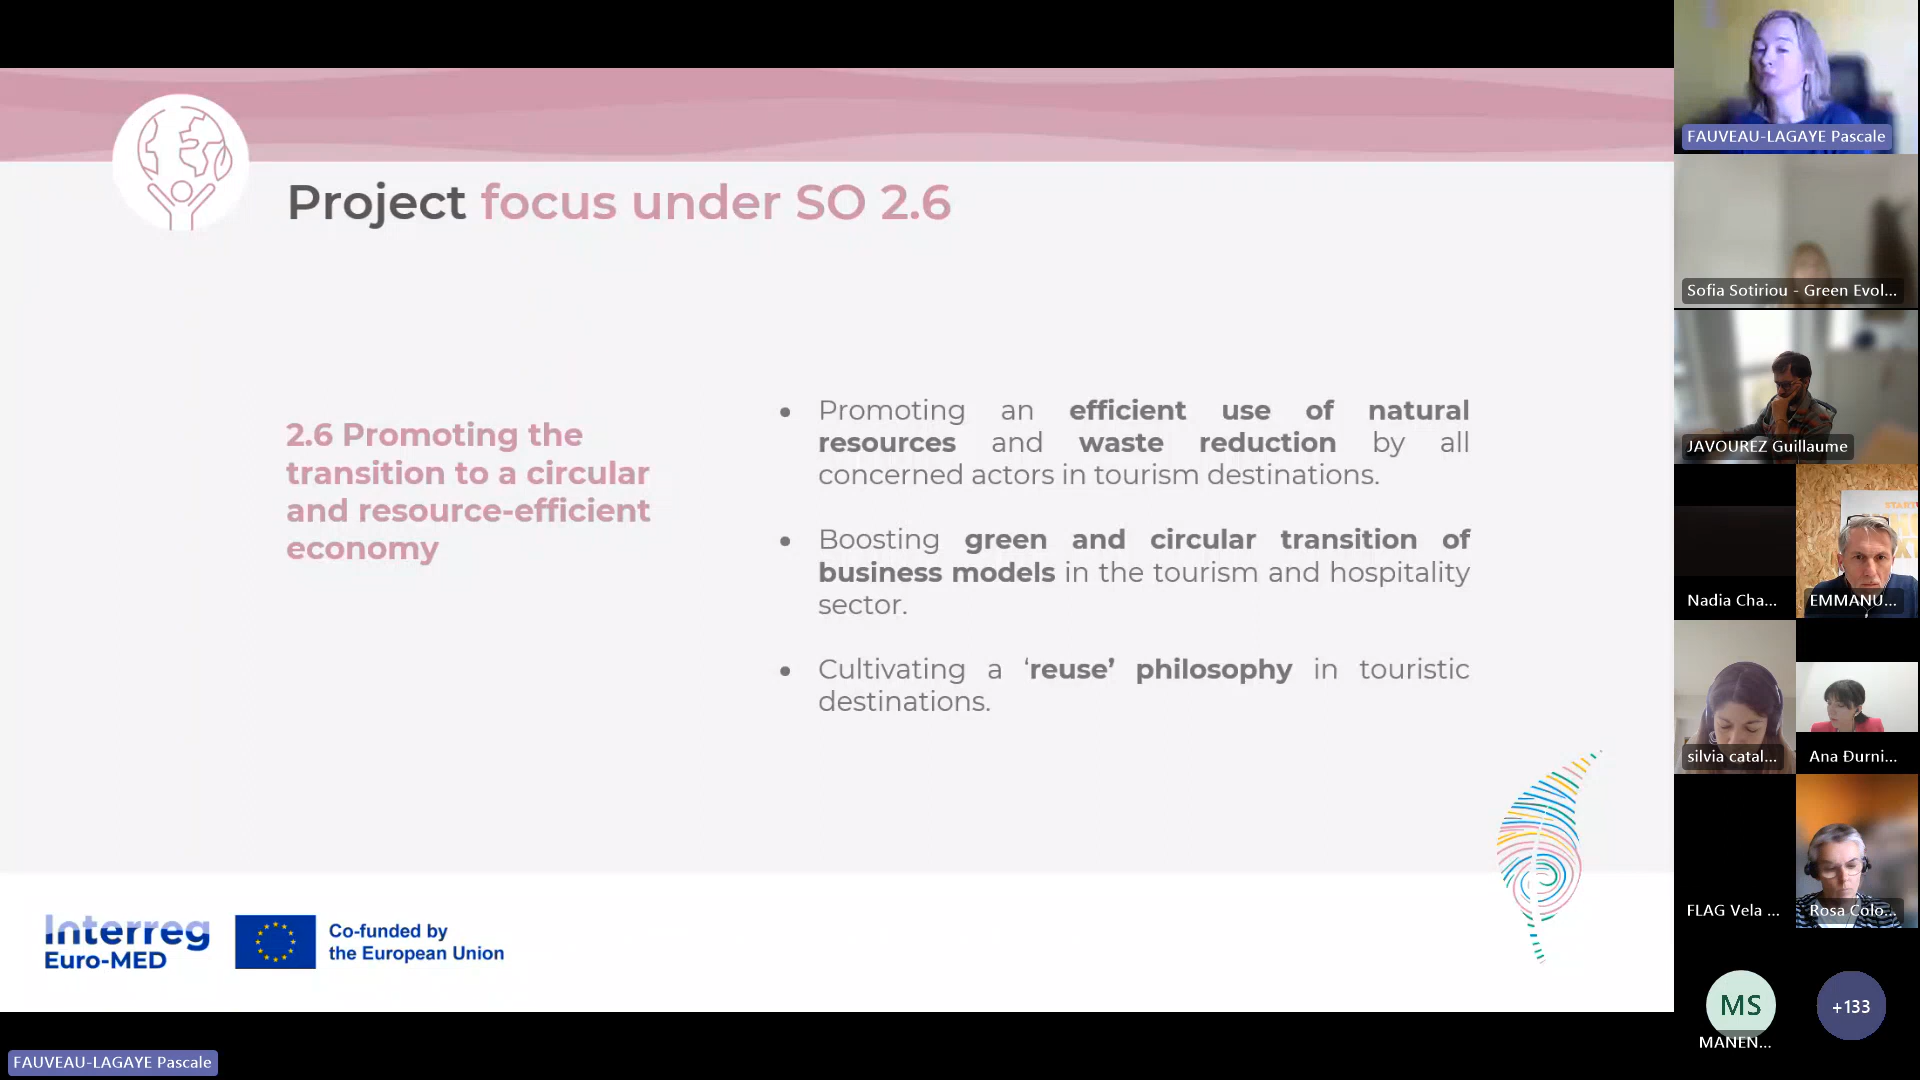 Project focus under SO 2.6
2.6 Promoting the
transition to a circular
and resource-efficient
economy
Promoting an efficient use of natural
resources and waste reduction by all
concerned actors in tourism destinations.
Boosting green and circular transition of
business models in the tourism and hospitality
sector.
Cultivating a ‘reuse’ philosophy in touristic
destinations.
Interreg
Euro-MED
Co-funded by
the European Union
FAUVEAU-LAGAYE Pascale
FAUVEAU-LAGAYE Pascale
Sofia Sotiriou - Green Evol...
JAVOUREZ Guillaume
Nadia Cha...
EMMANU...
silvia catal...
Ana Đurni...
FLAG Vela ...
Rosa Colo...
MS
MANEN...
+133